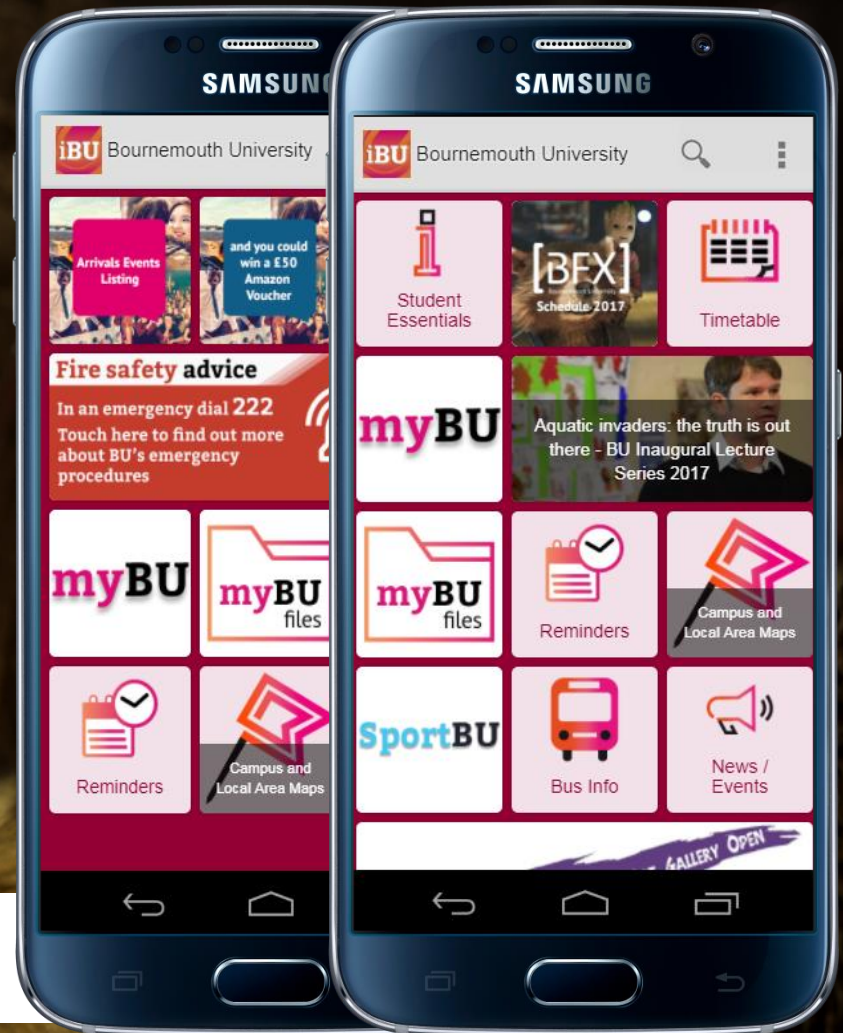 SAMSUNG
iBU Bournemouth University
Arrivals Events
Listing
and you could
win a £50
Amazon
Voucher
Fire safety advice
In an emergency dial 222
Touch here to find out more
about BU's emergency
procedures
myBU
myBU
files
Reminders
Campus and
Local Area Maps
SAMSUNG
iBU Bournemouth University
Student
Essentials
[BFX]
Schedule 2017
Timetable
myBU
Aquatic invaders: the truth is out
there - BU Inaugural Lecture
Series 2017
myBU
files
Reminders
Campus and
Local Area Maps
SportBU
Bus Info
News /
Events
GALLERY OPEN